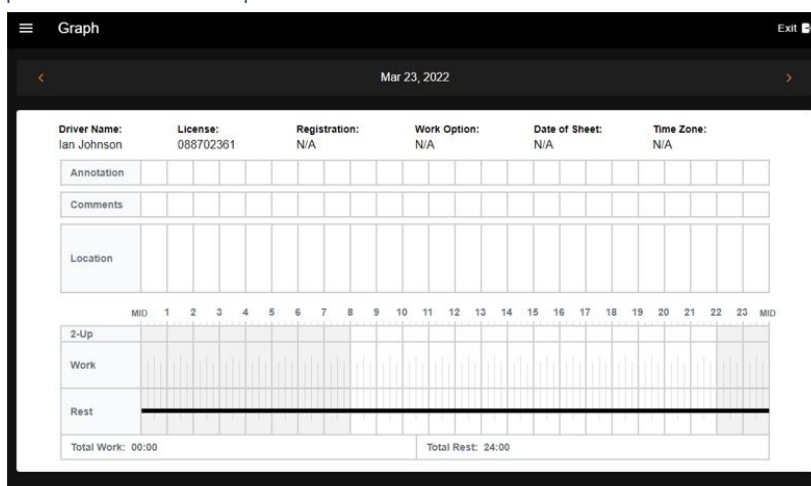 Graph
Exit
Mar 23, 2022
Driver Name: License: Registration: Work Option: Date of Sheet: Time Zone:
Ian Johnson 088702361 N/A N/A N/A N/A
Annotation
Comments
Location
MID 1 2 3 4 5 6 7 8 9 10 11 12 13 14 15 16 17 18 19 20 21 22 23 MID
2-Up
Work
Rest
Total Work: 00:00 Total Rest: 24:00